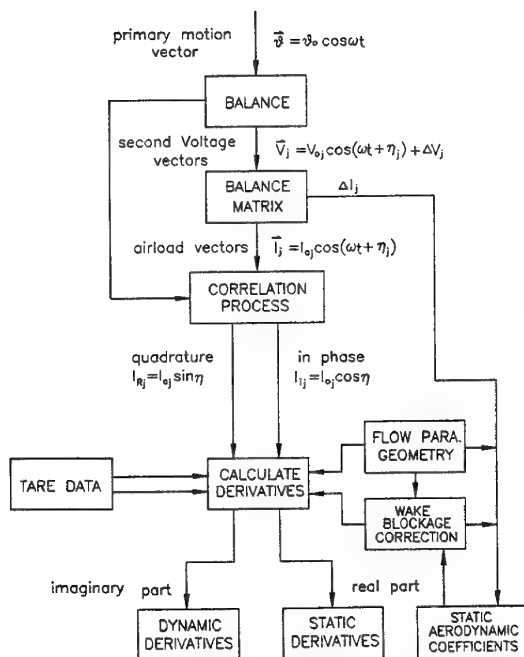 primary motion
vector
ϑ⃗ = ϑ₀ cosωt
BALANCE
second Voltage
vectors
V⃗ⱼ = V₀ⱼ cos(ωt + ηⱼ) + ΔVⱼ
BALANCE
MATRIX
ΔIⱼ
airload vectors
I⃗ⱼ = I₀ⱼ cos(ωt + ηⱼ)
CORRELATION
PROCESS
quadrature
I_Rⱼ = I₀ⱼ sinη
in phase
I_Iⱼ = I₀ⱼ cosη
FLOW PARA.
GEOMETRY
TARE DATA
CALCULATE
DERIVATIVES
WAKE
BLOCKAGE
CORRECTION
imaginary part
real part
DYNAMIC
DERIVATIVES
STATIC
DERIVATIVES
STATIC
AERODYNAMIC
COEFFICIENTS